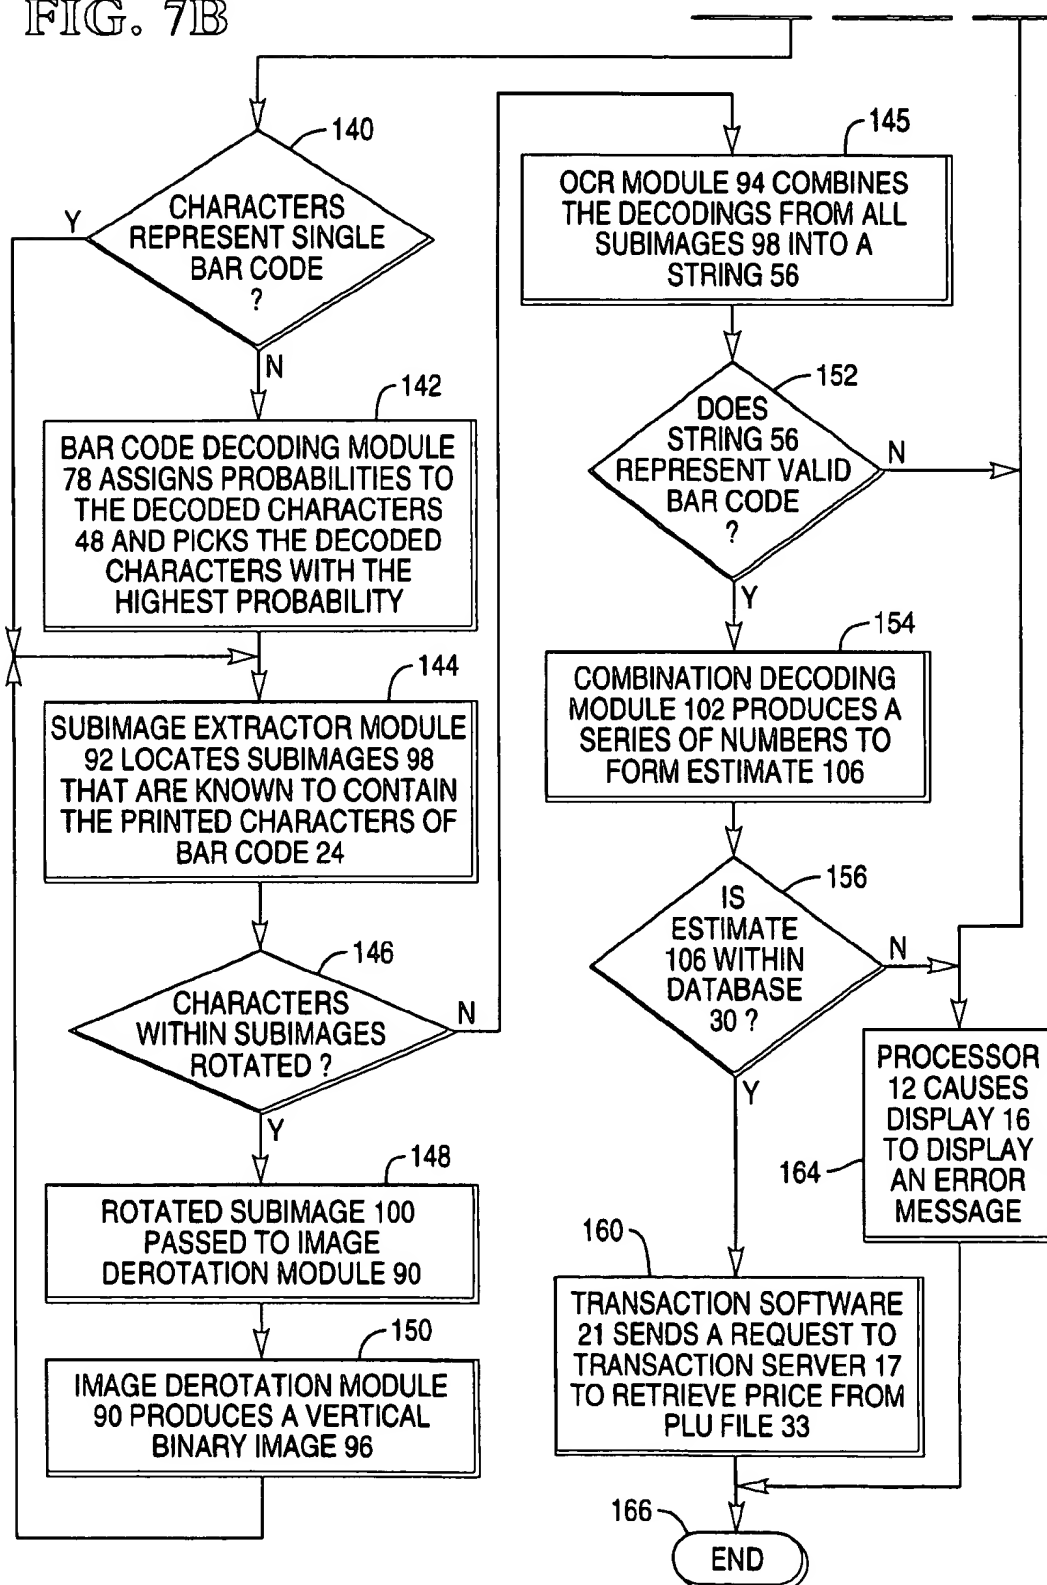 FIG. 7B
140
CHARACTERS
REPRESENT SINGLE
BAR CODE
?
Y
N
142
BAR CODE DECODING MODULE
78 ASSIGNS PROBABILITIES TO
THE DECODED CHARACTERS
48 AND PICKS THE DECODED
CHARACTERS WITH THE
HIGHEST PROBABILITY
144
SUBIMAGE EXTRACTOR MODULE
92 LOCATES SUBIMAGES 98
THAT ARE KNOWN TO CONTAIN
THE PRINTED CHARACTERS OF
BAR CODE 24
146
CHARACTERS
WITHIN SUBIMAGES
ROTATED ?
N
Y
148
ROTATED SUBIMAGE 100
PASSED TO IMAGE
DEROTATION MODULE 90
150
IMAGE DEROTATION MODULE
90 PRODUCES A VERTICAL
BINARY IMAGE 96
145
OCR MODULE 94 COMBINES
THE DECODINGS FROM ALL
SUBIMAGES 98 INTO A
STRING 56
152
DOES
STRING 56
REPRESENT VALID
BAR CODE
?
N
Y
154
COMBINATION DECODING
MODULE 102 PRODUCES A
SERIES OF NUMBERS TO
FORM ESTIMATE 106
156
IS
ESTIMATE
106 WITHIN
DATABASE
30 ?
N
Y
164
PROCESSOR
12 CAUSES
DISPLAY 16
TO DISPLAY
AN ERROR
MESSAGE
160
TRANSACTION SOFTWARE
21 SENDS A REQUEST TO
TRANSACTION SERVER 17
TO RETRIEVE PRICE FROM
PLU FILE 33
166
END